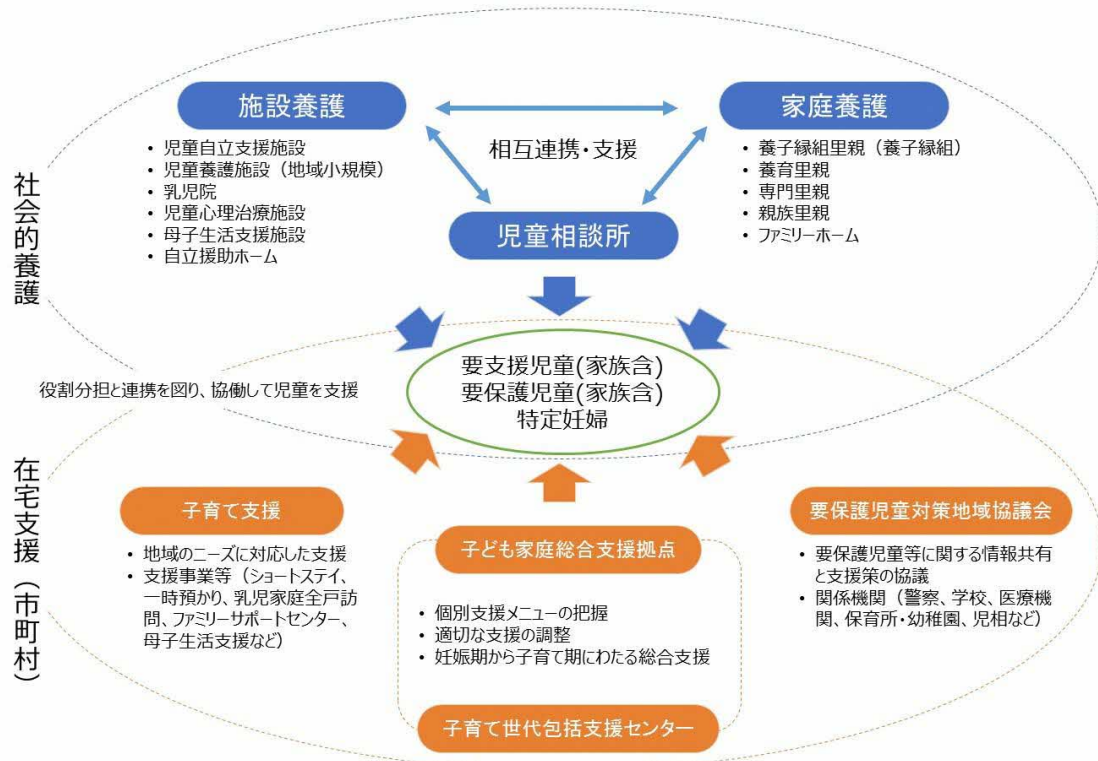 施設養護
家庭養護
相互連携・支援
• 児童自立支援施設
• 児童養護施設（地域小規模）
• 乳児院
• 児童心理治療施設
• 母子生活支援施設
• 自立援助ホーム
• 養子縁組里親（養子縁組）
• 養育里親
• 専門里親
• 親族里親
• ファミリーホーム
児童相談所
社会的養護
要支援児童(家族含)
要保護児童(家族含)
特定妊婦
役割分担と連携を図り、協働して児童を支援
在宅支援（市町村）
子育て支援
• 地域のニーズに対応した支援
• 支援事業等（ショートステイ、
一時預かり、乳児家庭全戸訪
問、ファミリーサポートセンター、
母子生活支援など）
子ども家庭総合支援拠点
• 個別支援メニューの把握
• 適切な支援の調整
• 妊娠期から子育て期にわたる総合支援
子育て世代包括支援センター
要保護児童対策地域協議会
• 要保護児童等に関する情報共有
と支援策の協議
• 関係機関（警察、学校、医療機
関、保育所・幼稚園、児相など）